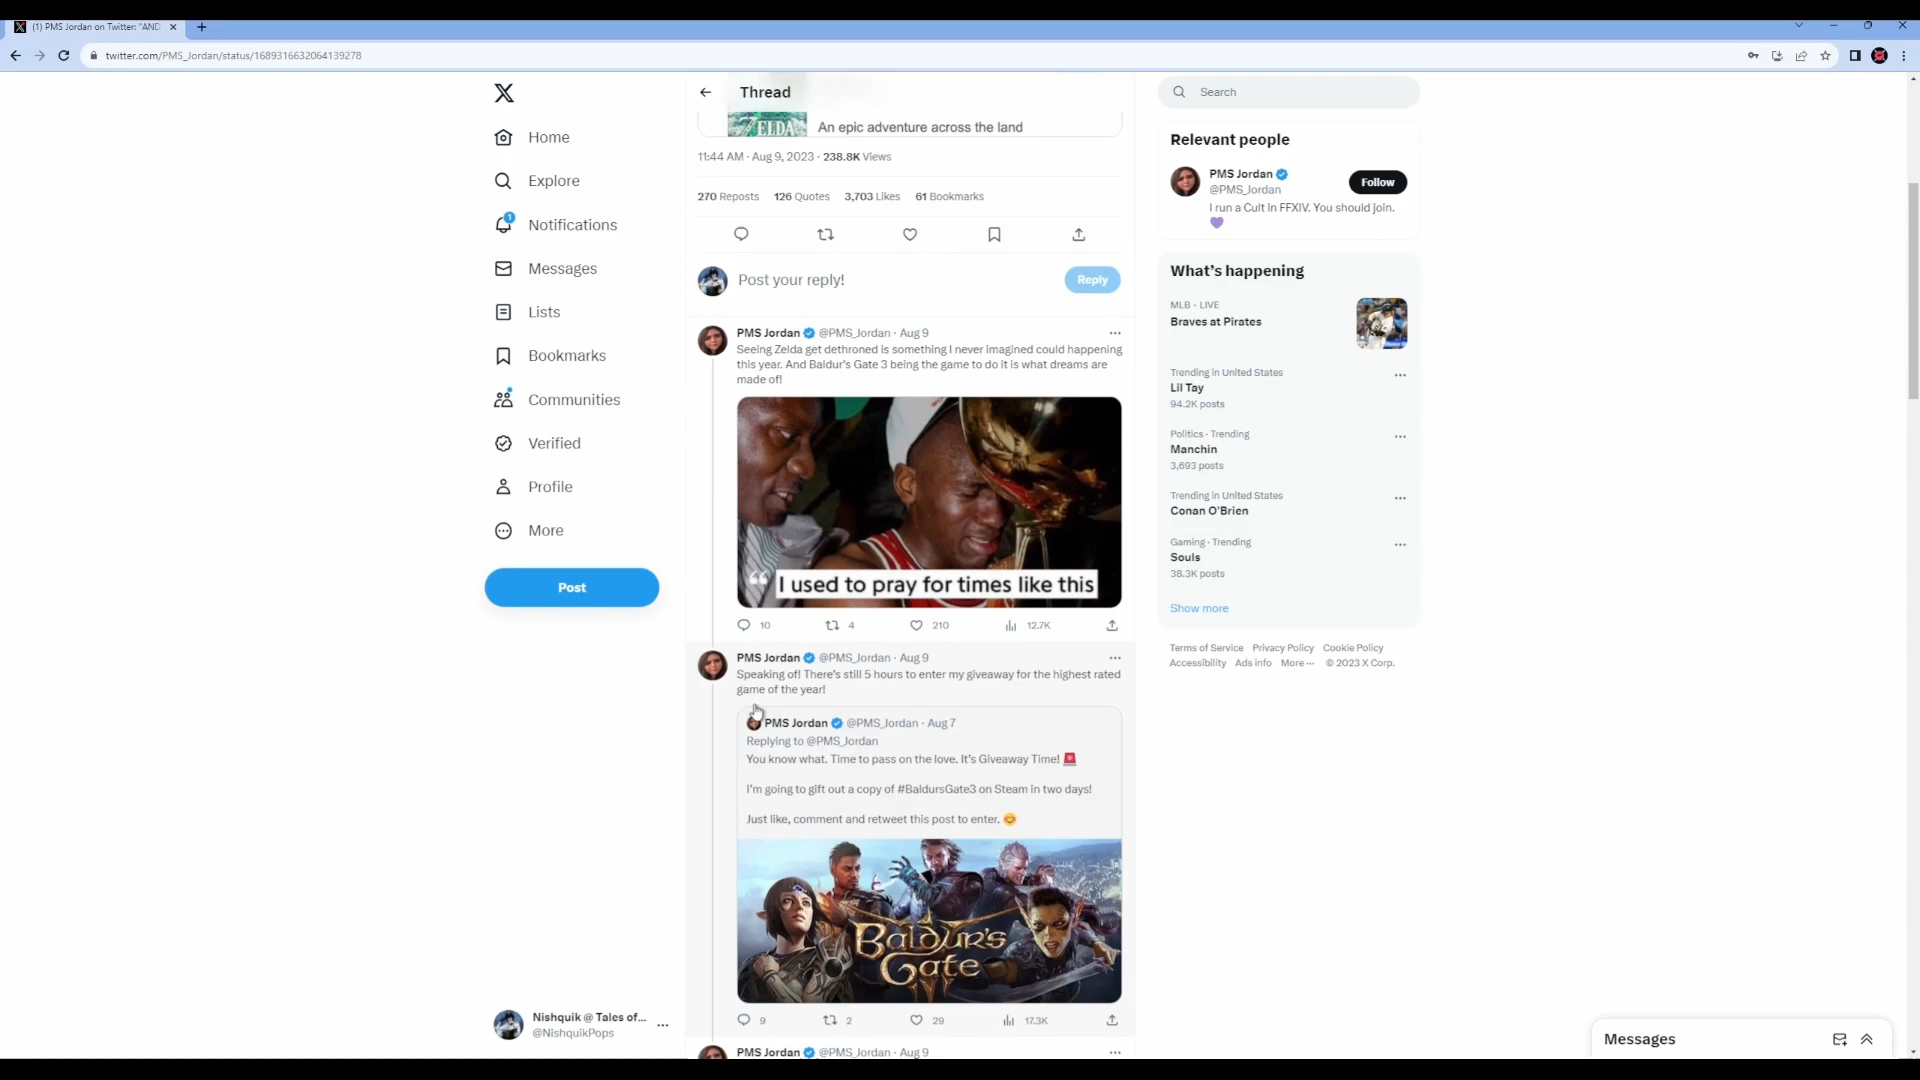 (1) PMS Jordan on Twitter: "AND
twitter.com/PMS_Jordan/status/1689316632064139278
Home
Explore
1
Notifications
Messages
Lists
Bookmarks
Communities
Verified
Profile
More
Post
Nishquik @ Tales of...
@NishquikPops
Thread
ZELDA
An epic adventure across the land
11:44 AM · Aug 9, 2023 · 238.8K Views
270 Reposts 126 Quotes 3,703 Likes 61 Bookmarks
Post your reply!
Reply
PMS Jordan @PMS_Jordan · Aug 9
Seeing Zelda get dethroned is something I never imagined could happening
this year. And Baldur's Gate 3 being the game to do it is what dreams are
made of!
“ I used to pray for times like this
10 4 210 12.7K
PMS Jordan @PMS_Jordan · Aug 9
Speaking of! There's still 5 hours to enter my giveaway for the highest rated
game of the year!
PMS Jordan @PMS_Jordan · Aug 7
Replying to @PMS_Jordan
You know what. Time to pass on the love. It's Giveaway Time! 🚨
I'm going to gift out a copy of #BaldursGate3 on Steam in two days!
Just like, comment and retweet this post to enter. 😊
BALDUR'S
GATE
III
9 2 29 17.3K
PMS Jordan @PMS_Jordan · Aug 9
Search
Relevant people
PMS Jordan
@PMS_Jordan
Follow
I run a Cult in FFXIV. You should join.
💜
What's happening
MLB · LIVE
Braves at Pirates
Trending in United States
Lil Tay
94.2K posts
Politics · Trending
Manchin
3,693 posts
Trending in United States
Conan O'Brien
Gaming · Trending
Souls
38.3K posts
Show more
Terms of Service Privacy Policy Cookie Policy
Accessibility Ads info More ··· © 2023 X Corp.
Messages